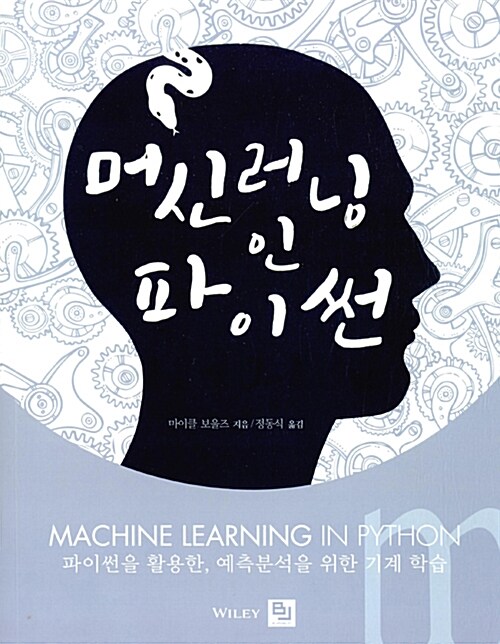 머신러닝
인
파이썬
마이클 보울즈 지음 / 정동식 옮김
MACHINE LEARNING IN PYTHON
파이썬을 활용한, 예측분석을 위한 기계 학습
m
WILEY
BJ